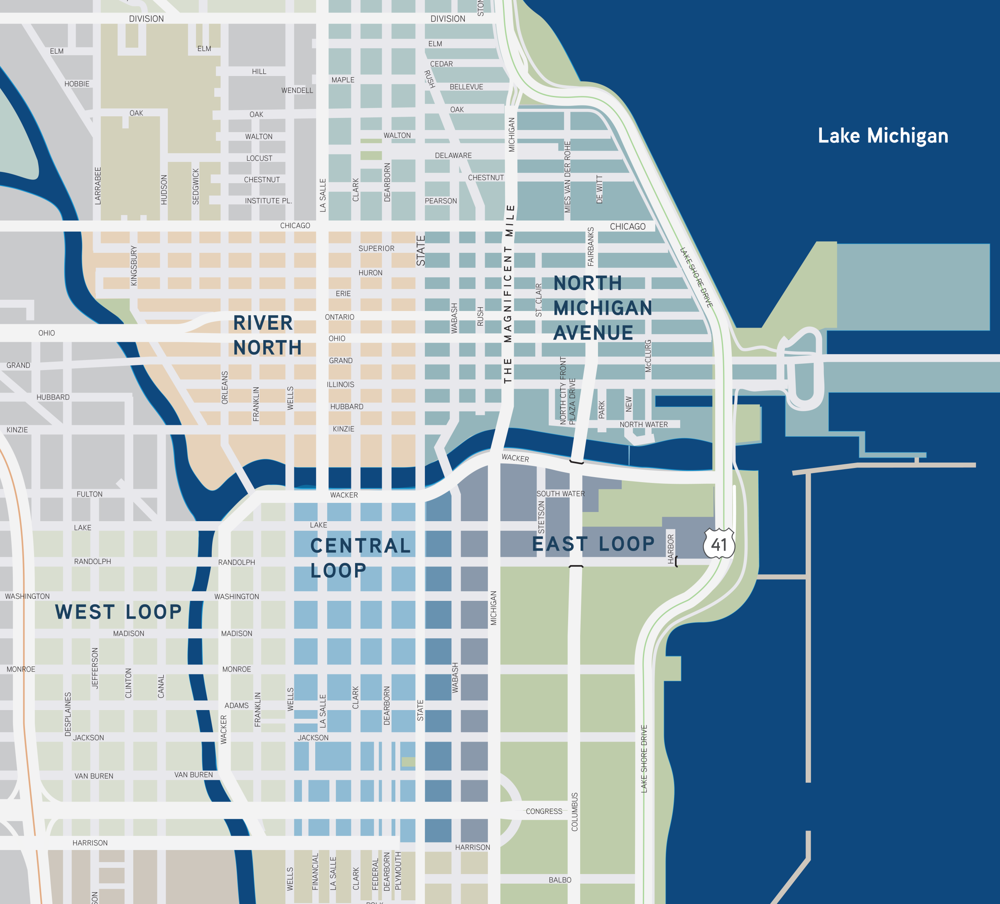 DIVISION
DIVISION
ELM
ELM
ELM
CEDAR
HILL
RUSH
MAPLE
HOBBIE
WENDELL
BELLEVUE
OAK
OAK
OAK
MICHIGAN
Lake Michigan
WALTON
WALTON
MIES VAN DER ROHE
LOCUST
DELAWARE
LARRABEE
HUDSON
SEDGWICK
CHESTNUT
LA SALLE
CLARK
DEARBORN
CHESTNUT
DE WITT
INSTITUTE PL.
PEARSON
THE MAGNIFICENT MILE
CHICAGO
CHICAGO
STATE
FAIRBANKS
SUPERIOR
KINGSBURY
LAKE SHORE DRIVE
HURON
NORTH
MICHIGAN
AVENUE
ERIE
ST. CLAIR
WABASH
RUSH
ONTARIO
RIVER
NORTH
OHIO
OHIO
McCLURG
GRAND
GRAND
NORTH CITY FRONT
PLAZA DRIVE
ORLEANS
FRANKLIN
WELLS
ILLINOIS
HUBBARD
HUBBARD
PARK
NEW
NORTH WATER
KINZIE
KINZIE
WACKER
FULTON
WACKER
SOUTH WATER
STETSON
LAKE
LAKE
CENTRAL
LOOP
EAST LOOP
HARBOR
41
RANDOLPH
RANDOLPH
WASHINGTON
WASHINGTON
WEST LOOP
MICHIGAN
MADISON
MADISON
MONROE
JEFFERSON
CLINTON
CANAL
MONROE
WABASH
DESPLAINES
ADAMS
WACKER
FRANKLIN
WELLS
LA SALLE
CLARK
DEARBORN
STATE
JACKSON
JACKSON
LAKE SHORE DRIVE
VAN BUREN
VAN BUREN
CONGRESS
COLUMBUS
HARRISON
HARRISON
WELLS
FINANCIAL
LA SALLE
CLARK
FEDERAL
DEARBORN
PLYMOUTH
BALBO